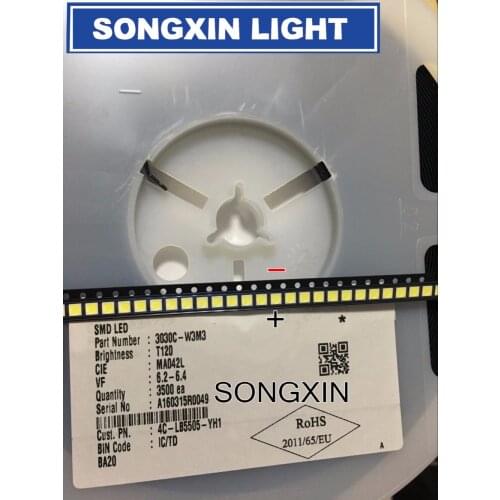 SONGXIN LIGHT
−
+
SMD LED
*
Part Number : 3030C-W3M3
Brightness : T120
CIE : MA042L
VF : 6.2-6.4
Quantity : 3500 ea
Serial No : A160315R0049
SONGXIN
Cust. PN. : 4C-LB5505-YH1
BIN Code : IC/TD
BA20
RoHS
2011/65/EU
A